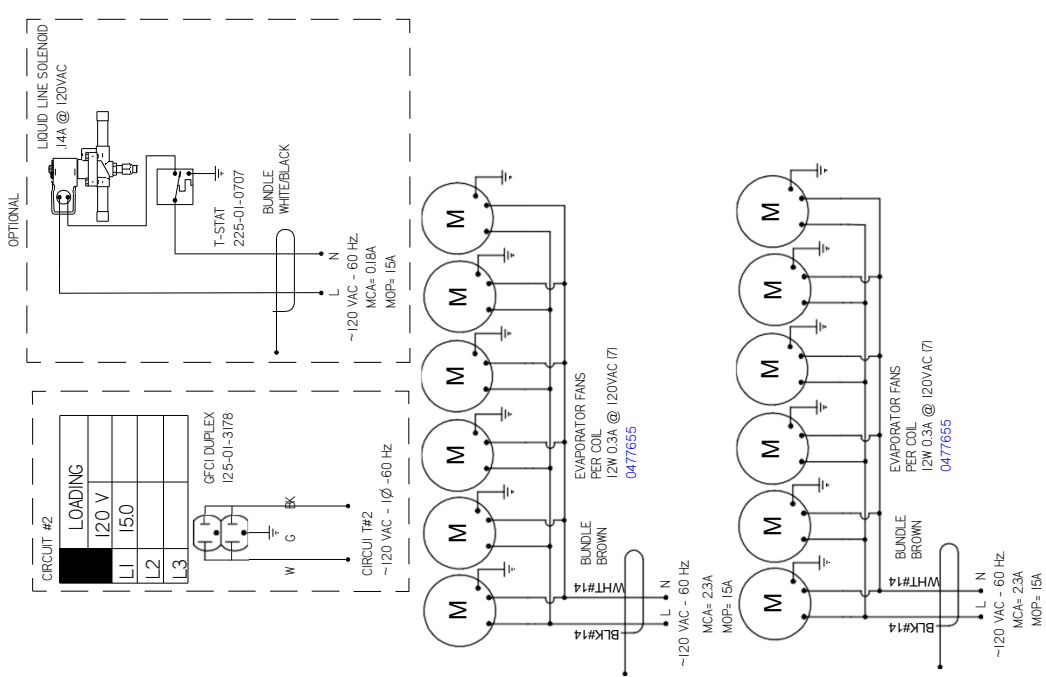 OPTIONAL
LIQUID LINE SOLENOID
.14A @ 120VAC
T-STAT
225-01-0707
BUNDLE
WHITE/BLACK
L
N
~120 VAC - 60 Hz.
MCA= 0.18A
MOP= 15A
CIRCUIT #2
LOADING
120 V
L1
15.0
L2
L3
GFCI DUPLEX
125-01-3178
W
G
BK
CIRCUI T#2
~120 VAC - 1Ø -60 Hz
M
M
M
M
M
M
EVAPORATOR FANS
PER COIL
12W 0.3A @ 120VAC (7)
0477655
BUNDLE
BROWN
BLK#14
WHT#14
L
N
~120 VAC - 60 Hz
MCA= 2.3A
MOP= 15A
M
M
M
M
M
M
EVAPORATOR FANS
PER COIL
12W 0.3A @ 120VAC (7)
0477655
BUNDLE
BROWN
BLK#14
WHT#14
L
N
~120 VAC - 60 Hz.
MCA= 2.3A
MOP= 15A